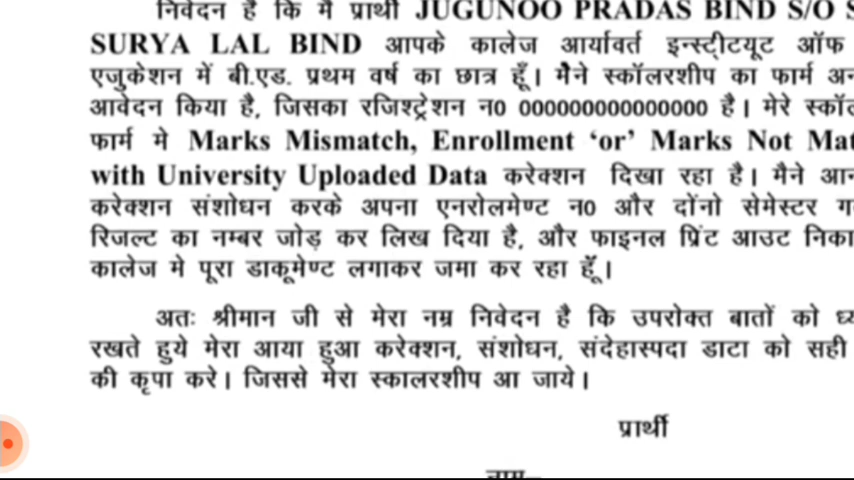 निवेदन है कि मै प्रार्थी JUGUNOO PRADAS BIND S/O
SURYA LAL BIND आपके कालेज आर्यावर्त इन्स्टी्टयूट ऑफ
एजुकेशन में बी.एड. प्रथम वर्ष का छात्र हूँ। मैने स्कॉलरशीप का फार्म
आवेदन किया है, जिसका रजिश्ट्रेशन न0 000000000000000 है। मेरे
फार्म मे Marks Mismatch, Enrollment ‘or’ Marks Not
with University Uploaded Data करेक्शन दिखा रहा है। मैने
करेक्शन संशोधन करके अपना एनरोलमेण्ट न0 और दोंनो सेमेस्टर
रिजल्ट का नम्बर जोड़ कर लिख दिया है, और फाइनल प्रिंट आउट
कालेज मे पूरा डाकूमेण्ट लगाकर जमा कर रहा हूँ।
अतः श्रीमान जी से मेरा नम्र निवेदन है कि उपरोक्त बातों को
रखते हुये मेरा आया हुआ करेक्शन, संशोधन, संदेहास्पदा डाटा को सही
की कृपा करे। जिससे मेरा स्कालरशीप आ जाये।
प्रार्थी